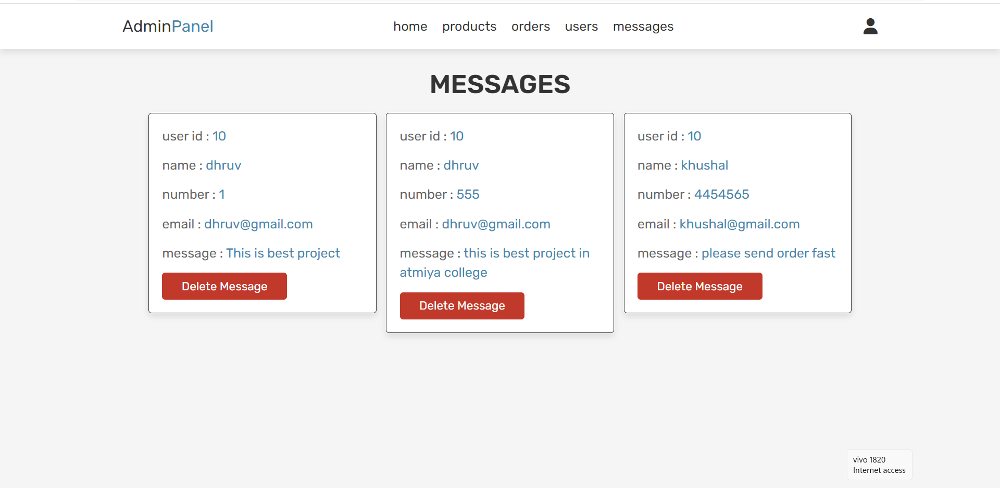 AdminPanel
home products orders users messages
MESSAGES
user id : 10
name : dhruv
number : 1
email : dhruv@gmail.com
message : This is best project
Delete Message
user id : 10
name : dhruv
number : 555
email : dhruv@gmail.com
message : this is best project in
atmiya college
Delete Message
user id : 10
name : khushal
number : 4454565
email : khushal@gmail.com
message : please send order fast
Delete Message
vivo 1820
Internet access